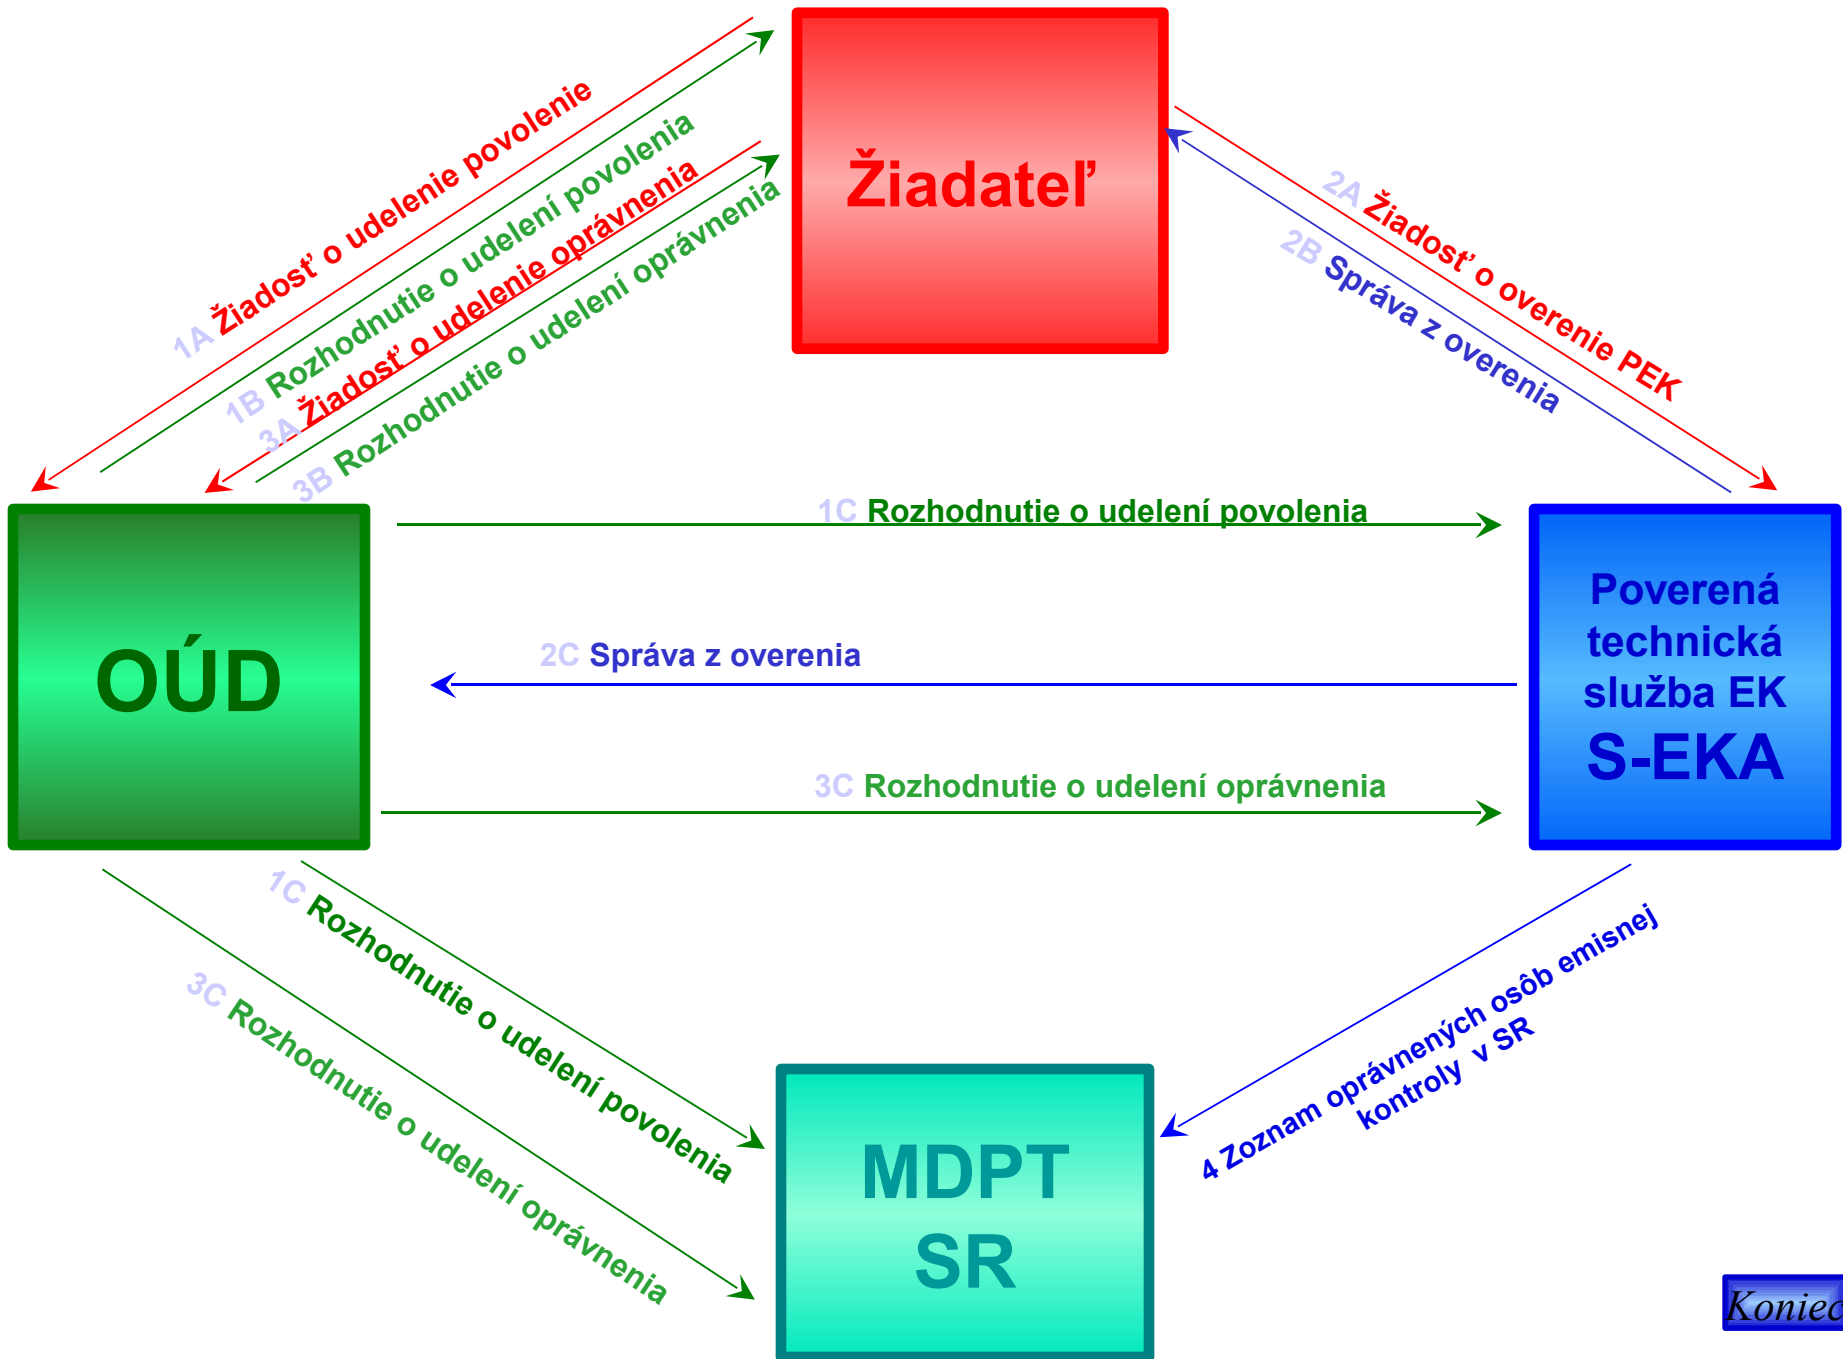 Žiadateľ
1A Žiadosť o udelenie povolenie
1B Rozhodnutie o udelení povolenia
3A Žiadosť o udelenie oprávnenia
3B Rozhodnutie o udelení oprávnenia
2A Žiadosť o overenie PEK
2B Správa z overenia
1C Rozhodnutie o udelení povolenia
OÚD
2C Správa z overenia
3C Rozhodnutie o udelení oprávnenia
Poverená
technická
služba EK
S-EKA
1C Rozhodnutie o udelení povolenia
3C Rozhodnutie o udelení oprávnenia
4 Zoznam oprávnených osôb emisnej
kontroly v SR
MDPT
SR
Koniec